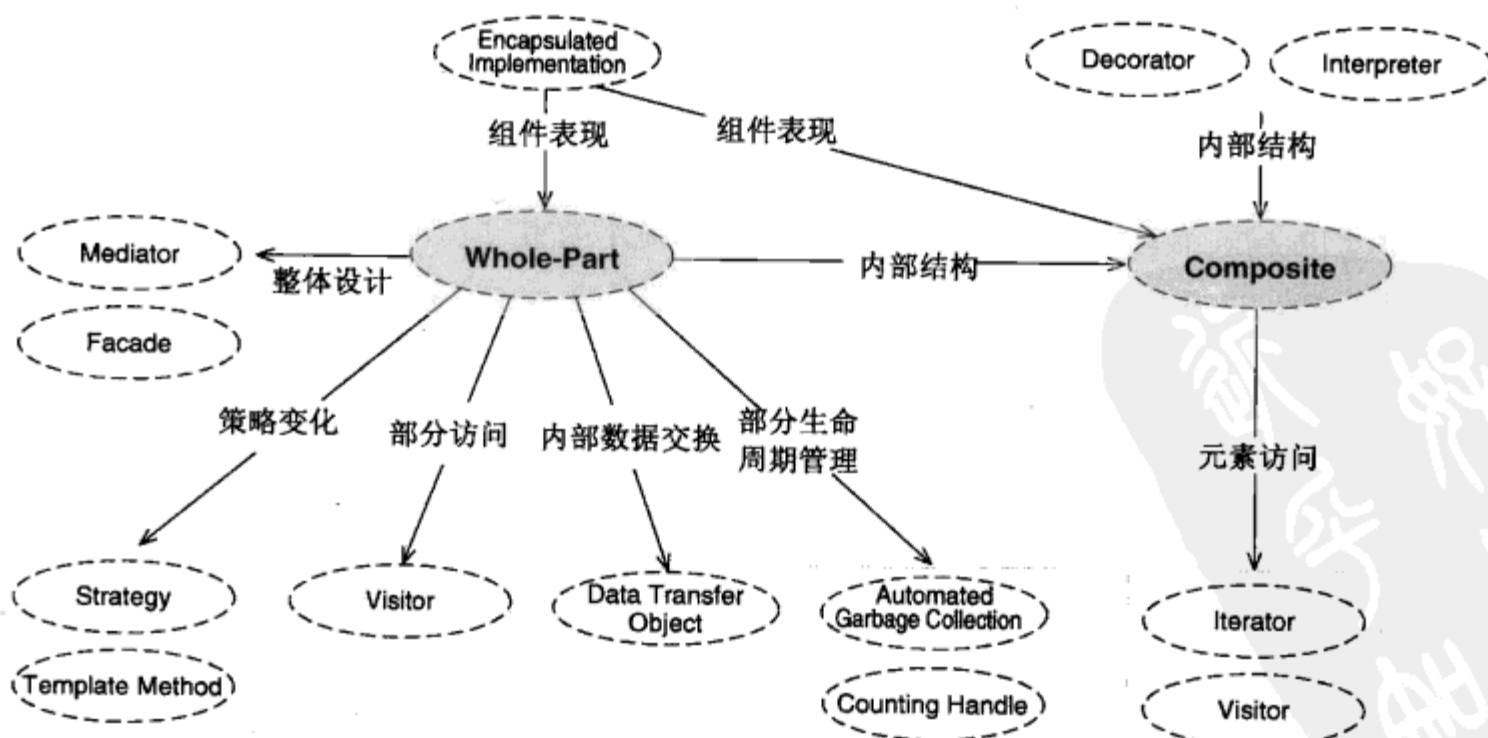 Encapsulated
Implementation
Decorator
Interpreter
组件表现
组件表现
内部结构
Mediator
整体设计
Whole-Part
内部结构
Composite
Facade
策略变化
部分访问
内部数据交换
部分生命
周期管理
元素访问
Strategy
Visitor
Data Transfer
Object
Automated
Garbage Collection
Iterator
Template Method
Counting Handle
Visitor